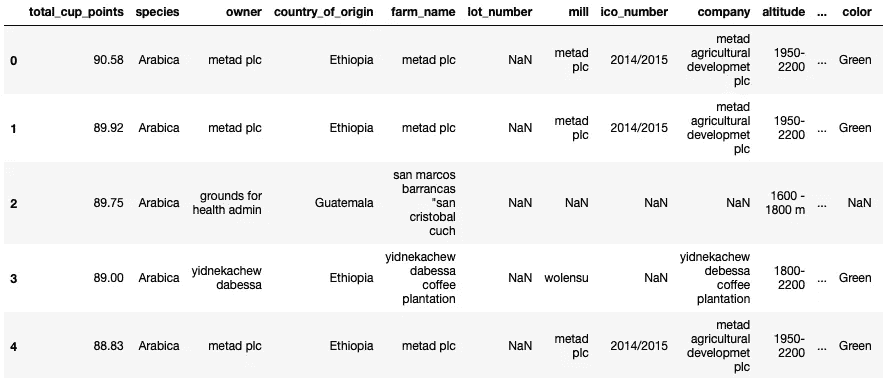 total_cup_points species owner country_of_origin farm_name lot_number mill ico_number company altitude ... color
0 90.58 Arabica metad plc Ethiopia metad plc NaN metad plc 2014/2015 metad agricultural developmet plc 1950-2200 ... Green
1 89.92 Arabica metad plc Ethiopia metad plc NaN metad plc 2014/2015 metad agricultural developmet plc 1950-2200 ... Green
2 89.75 Arabica grounds for health admin Guatemala san marcos barrancas "san cristobal cuch NaN NaN NaN NaN 1600 - 1800 m ... NaN
3 89.00 Arabica yidnekachew dabessa Ethiopia yidnekachew dabessa coffee plantation NaN wolensu NaN yidnekachew debessa coffee plantation 1800-2200 ... Green
4 88.83 Arabica metad plc Ethiopia metad plc NaN metad plc 2014/2015 metad agricultural developmet plc 1950-2200 ... Green